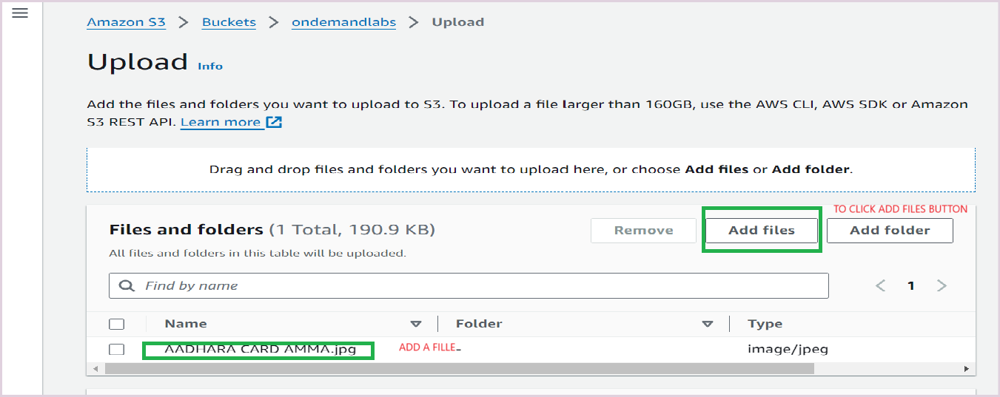 Amazon S3 > Buckets > ondemandlabs > Upload
Upload Info
Add the files and folders you want to upload to S3. To upload a file larger than 160GB, use the AWS CLI, AWS SDK or Amazon
S3 REST API. Learn more
Drag and drop files and folders you want to upload here, or choose Add files or Add folder.
TO CLICK ADD FILES BUTTON
Files and folders (1 Total, 190.9 KB) Remove Add files Add folder
All files and folders in this table will be uploaded.
Find by name < 1 >
Name Folder Type
AADHARA CARD AMMA.jpg ADD A FILLE - image/jpeg